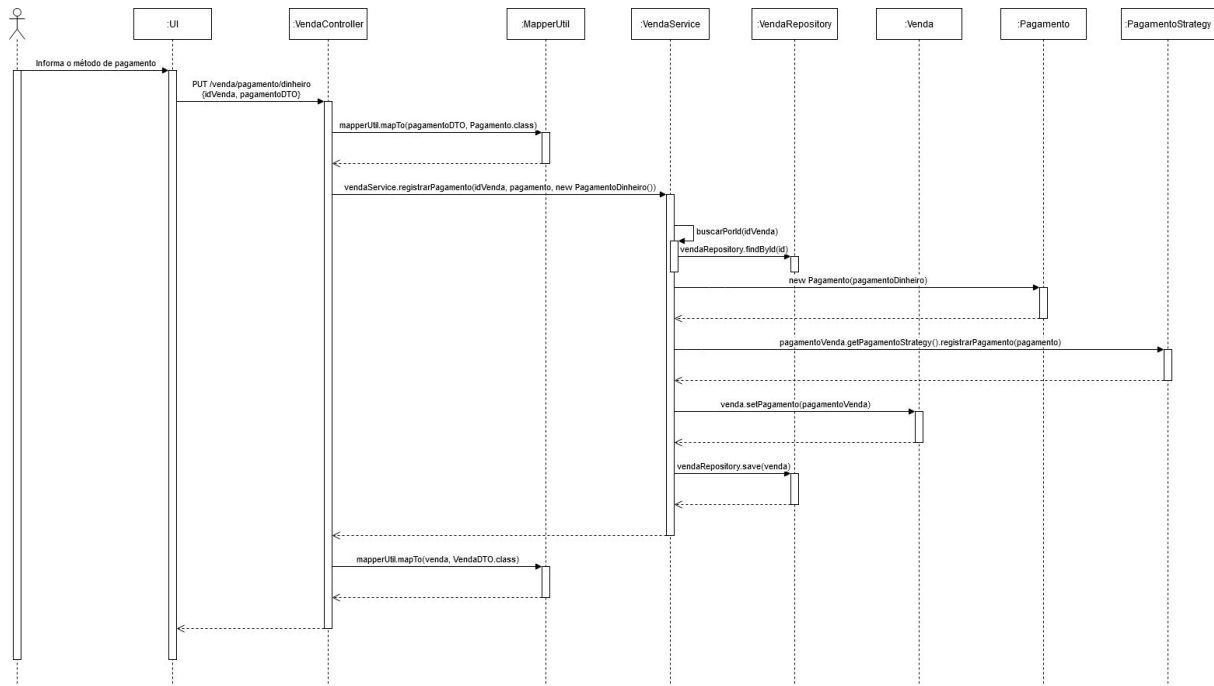 :UI
:VendaController
:MapperUtil
:VendaService
:VendaRepository
:Venda
:Pagamento
:PagamentoStrategy
Informa o método de pagamento
PUT /venda/pagamento/dinheiro
{idVenda, pagamentoDTO}
mapperUtil.mapTo(pagamentoDTO, Pagamento.class)
vendaService.registrarPagamento(idVenda, pagamento, new PagamentoDinheiro())
buscarPorId(idVenda)
vendaRepository.findById(id)
new Pagamento(pagamentoDinheiro)
pagamentoVenda.getPagamentoStrategy().registrarPagamento(pagamento)
venda.setPagamento(pagamentoVenda)
vendaRepository.save(venda)
mapperUtil.mapTo(venda, VendaDTO.class)